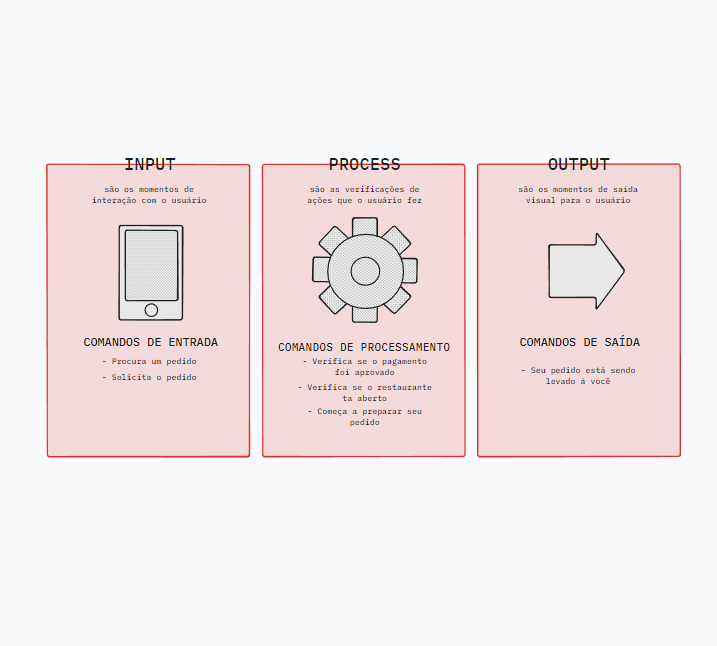 INPUT
são os momentos de
interação com o usuário
COMANDOS DE ENTRADA
- Procura um pedido
- Solicita o pedido
PROCESS
são as verificações de
ações que o usuário fez
COMANDOS DE PROCESSAMENTO
- Verifica se o pagamento
foi aprovado
- Verifica se o restaurante
ta aberto
- Começa a preparar seu
pedido
OUTPUT
são os momentos de saída
visual para o usuário
COMANDOS DE SAÍDA
- Seu pedido está sendo
levado á você